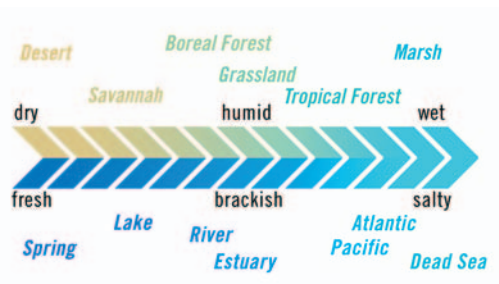 Boreal Forest
Desert
Marsh
Grassland
Savannah
Tropical Forest
dry humid wet
fresh brackish salty
Lake
Atlantic
River
Spring
Pacific
Estuary
Dead Sea